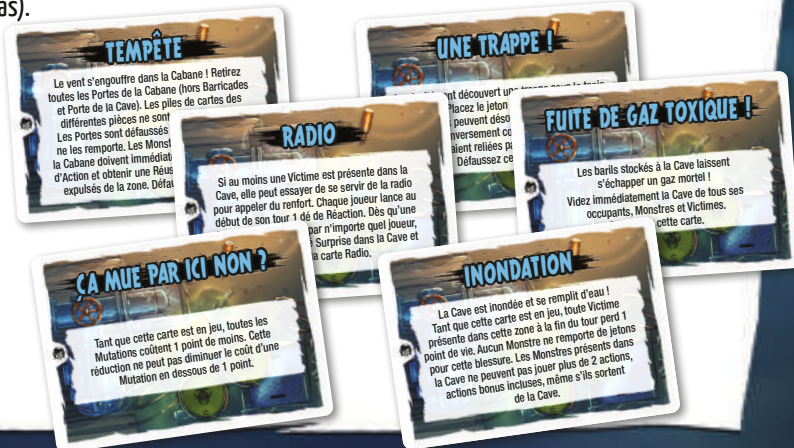 as).
TEMPÊTE
Le vent s'engouffre dans la Cabane ! Retirez
toutes les Portes de la Cabane (hors Barricades
et Porte de la Cave). Les piles de cartes des
différentes pièces ne sont
Les Portes sont défaussés
ne les remporte. Les
la Cabane doivent
d'Action et obtenir une
expulsés de la zone.
UNE TRAPPE !
découvert
Placez le jeton
peuvent
reliées
Défaussez
RADIO
Si au moins une Victime est présente dans la
Cave, elle peut essayer de se servir de la radio
pour appeler du renfort. Chaque joueur lance au
début de son tour 1 dé de Réaction. Dès qu'une
par n'importe quel joueur,
Surprise dans la Cave et
la carte Radio.
FUITE DE GAZ TOXIQUE !
Les barils stockés à la Cave laissent
s'échapper un gaz mortel !
Videz immédiatement la Cave de tous ses
occupants, Monstres et Victimes.
cette carte.
ÇA MUE PAR ICI NON ?
Tant que cette carte est en jeu, toutes les
Mutations coûtent 1 point de moins. Cette
réduction ne peut pas diminuer le coût d'une
Mutation en dessous de 1 point.
INONDATION
La Cave est inondée et se remplit d'eau !
Tant que cette carte est en jeu, toute Victime
présente dans cette zone à la fin du tour perd 1
point de vie. Aucun Monstre ne remporte de jetons
pour cette blessure. Les Monstres présents dans
la Cave ne peuvent pas jouer plus de 2 actions,
actions bonus incluses, même s'ils sortent
de la Cave.